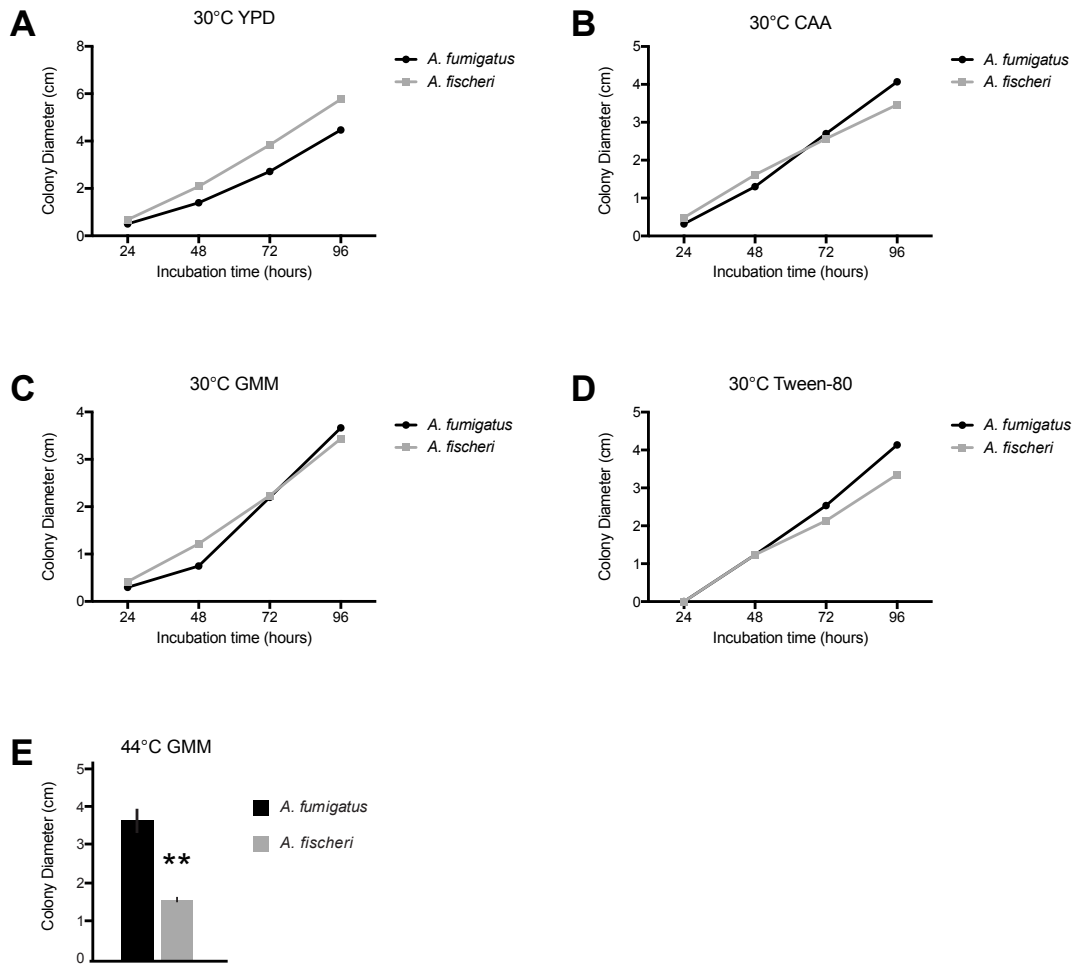 A
30°C YPD
Colony Diameter (cm)
8
6
4
2
0
24 48 72 96
Incubation time (hours)
A. fumigatus
A. fischeri
B
30°C CAA
Colony Diameter (cm)
5
4
3
2
1
0
24 48 72 96
Incubation time (hours)
A. fumigatus
A. fischeri
C
30°C GMM
Colony Diameter (cm)
4
3
2
1
0
24 48 72 96
Incubation time (hours)
A. fumigatus
A. fischeri
D
30°C Tween-80
Colony Diameter (cm)
5
4
3
2
1
0
24 48 72 96
Incubation time (hours)
A. fumigatus
A. fischeri
E
44°C GMM
Colony Diameter (cm)
5
4
3
2
1
0
**
A. fumigatus
A. fischeri